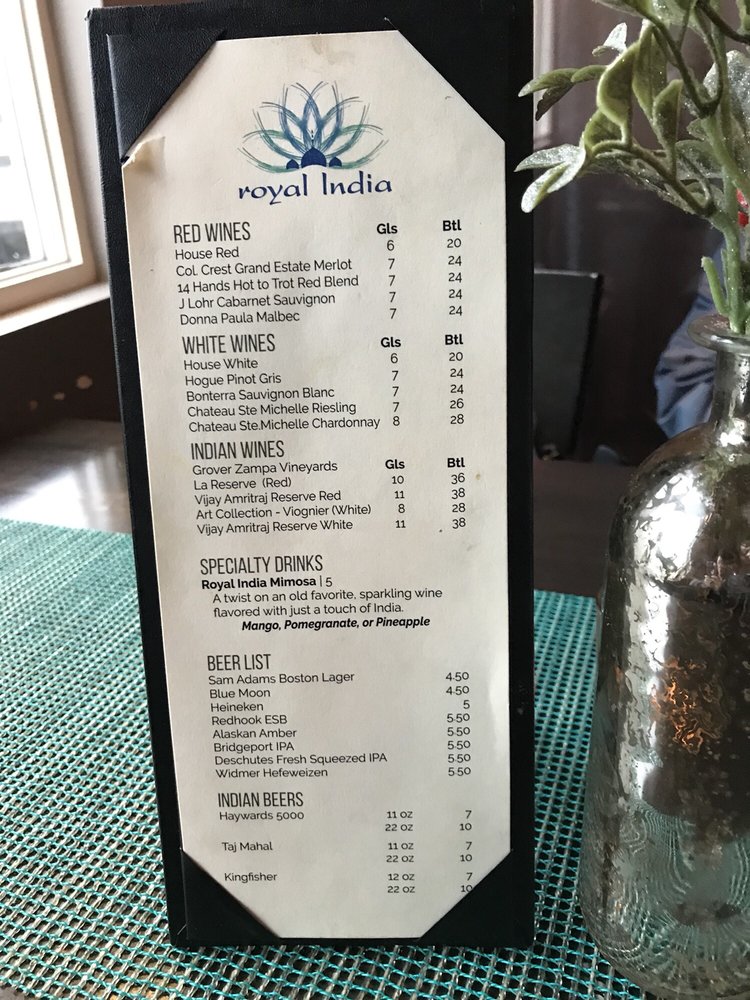 royal India
RED WINES Gls Btl
House Red 6 20
Col. Crest Grand Estate Merlot 7 24
14 Hands Hot to Trot Red Blend 7 24
J Lohr Cabarnet Sauvignon 7 24
Donna Paula Malbec 7 24
WHITE WINES Gls Btl
House White 6 20
Hogue Pinot Gris 7 24
Bonterra Sauvignon Blanc 7 24
Chateau Ste Michelle Riesling 7 26
Chateau Ste.Michelle Chardonnay 8 28
INDIAN WINES
Grover Zampa Vineyards Gls Btl
La Reserve (Red) 10 36
Vijay Amritraj Reserve Red 11 38
Art Collection - Viognier (White) 8 28
Vijay Amritraj Reserve White 11 38
SPECIALTY DRINKS
Royal India Mimosa | 5
A twist on an old favorite, sparkling wine
flavored with just a touch of India.
Mango, Pomegranate, or Pineapple
BEER LIST
Sam Adams Boston Lager 4.50
Blue Moon 4.50
Heineken 5
Redhook ESB 5.50
Alaskan Amber 5.50
Bridgeport IPA 5.50
Deschutes Fresh Squeezed IPA 5.50
Widmer Hefeweizen 5.50
INDIAN BEERS
Haywards 5000 11 oz 7
22 oz 10
Taj Mahal 11 oz 7
22 oz 10
Kingfisher 12 oz 7
22 oz 10